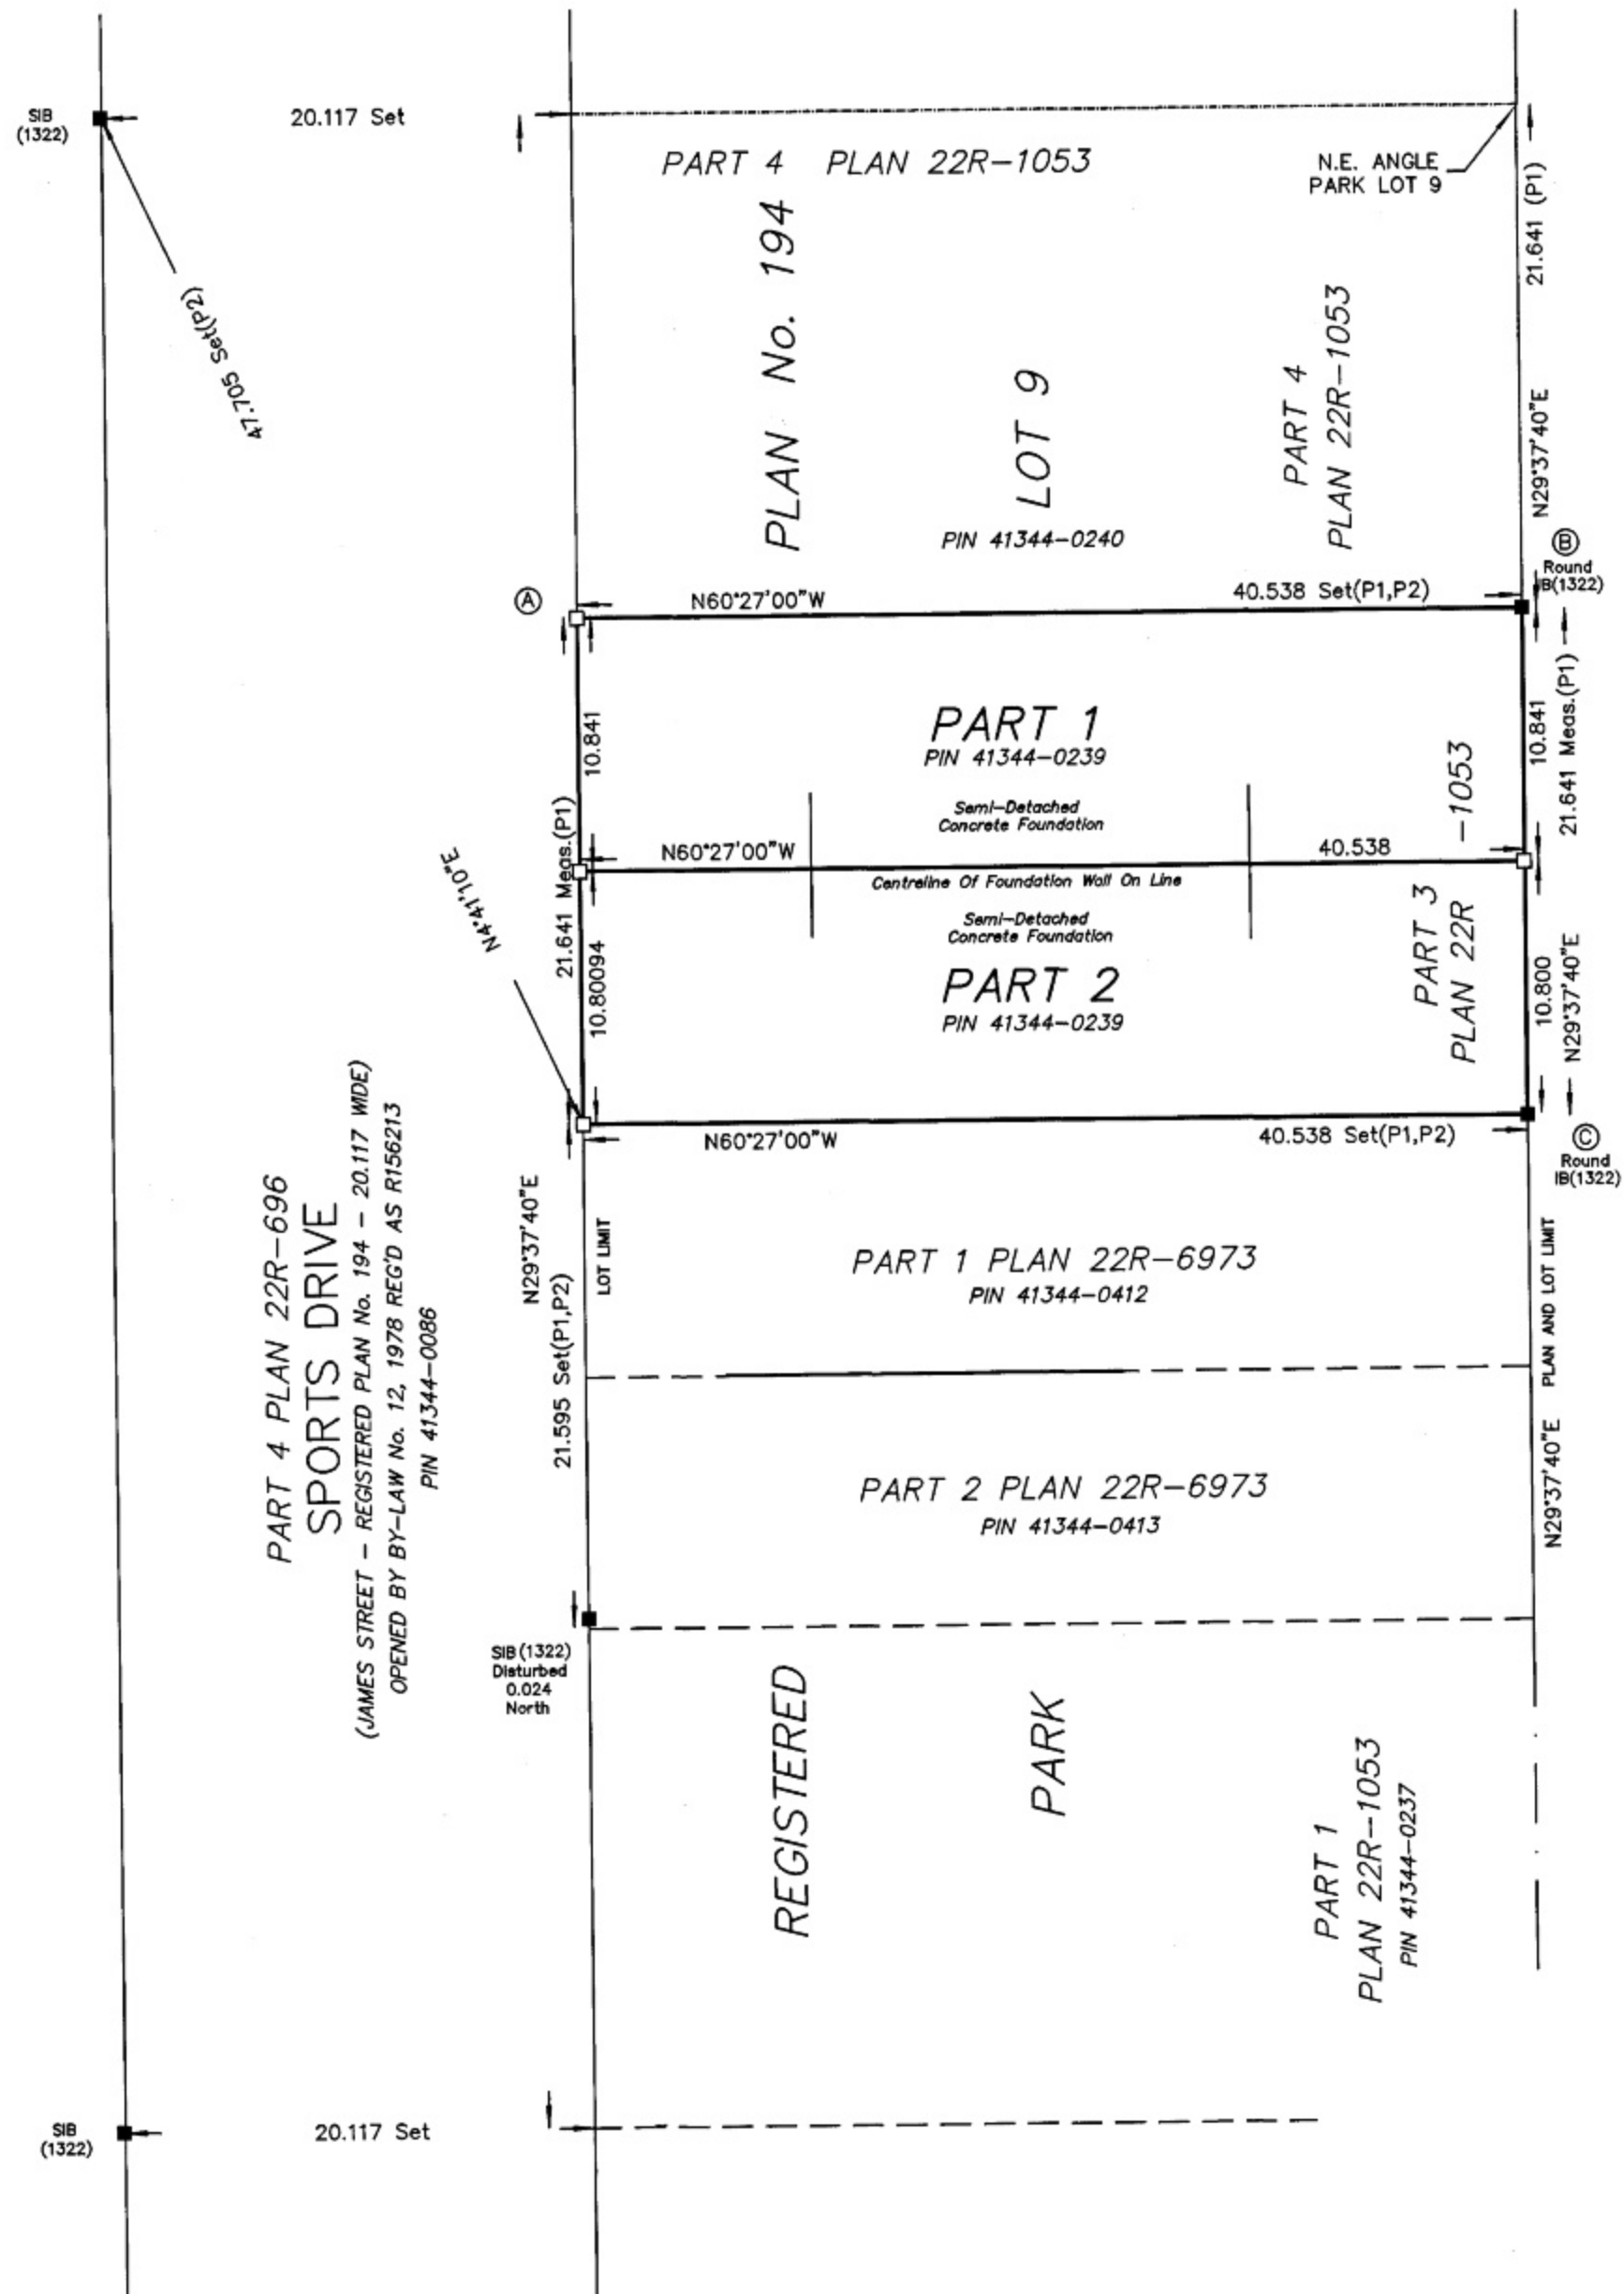 SIB
(1322)
20.117 Set
PART 4 PLAN 22R-1053
N.E. ANGLE
PARK LOT 9
21.641 (P1)
47.705 Set(P2)
PLAN No. 194
LOT 9
PART 4
PLAN 22R-1053
N29°37'40"E
PIN 41344-0240
Ⓐ
N60°27'00"W
40.538 Set(P1,P2)
Ⓑ
Round
IB(1322)
10.841
PART 1
PIN 41344-0239
10.841
21.641 Meas.(P1)
21.641 Meas.(P1)
Semi-Detached
Concrete Foundation
N60°27'00"W
40.538
Centreline Of Foundation Wall On Line
N4°41'10"E
Semi-Detached
Concrete Foundation
PART 3
PLAN 22R -1053
10.80094
PART 2
PIN 41344-0239
10.800
N29°37'40"E
N60°27'00"W
40.538 Set(P1,P2)
Ⓒ
Round
IB(1322)
PART 4 PLAN 22R-696
SPORTS DRIVE
(JAMES STREET - REGISTERED PLAN No. 194 - 20.117 WIDE)
OPENED BY BY-LAW No. 12, 1978 REG'D AS R156213
PIN 41344-0086
N29°37'40"E
LOT LIMIT
21.595 Set(P1,P2)
PART 1 PLAN 22R-6973
PIN 41344-0412
PLAN AND LOT LIMIT
N29°37'40"E
PART 2 PLAN 22R-6973
PIN 41344-0413
SIB(1322)
Disturbed
0.024
North
REGISTERED
PARK
PART 1
PLAN 22R-1053
PIN 41344-0237
SIB
(1322)
20.117 Set